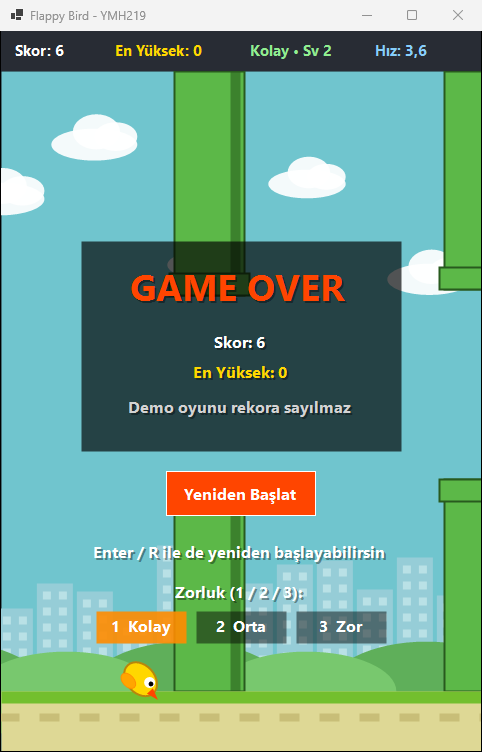 Flappy Bird - YMH219
Skor: 6 En Yüksek: 0 Kolay • Sv 2 Hız: 3,6
GAME OVER
Skor: 6
En Yüksek: 0
Demo oyunu rekora sayılmaz
Yeniden Başlat
Enter / R ile de yeniden başlayabilirsin
Zorluk (1 / 2 / 3):
1 Kolay 2 Orta 3 Zor